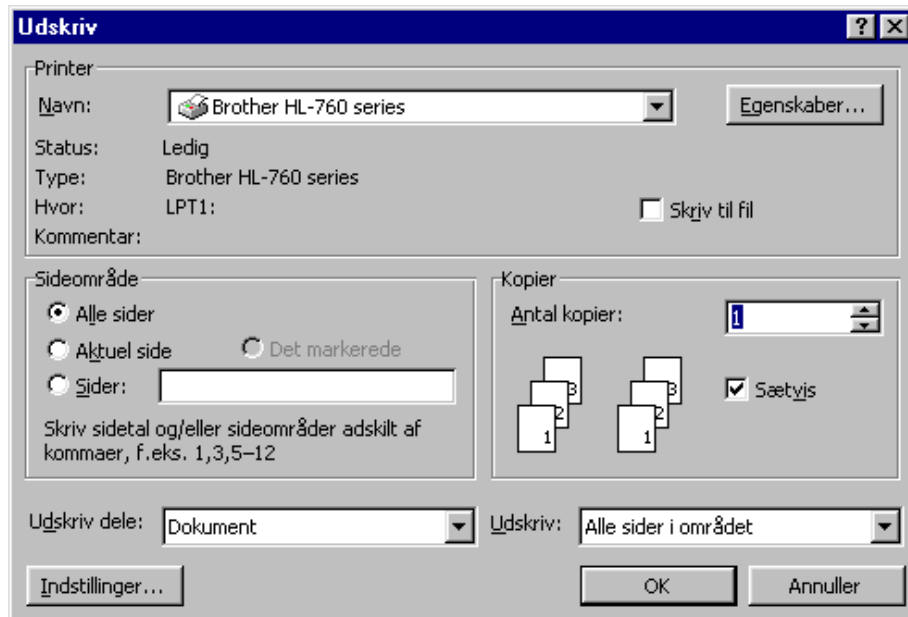 Udskriv
Printer
Navn: Brother HL-760 series Egenskaber...
Status: Ledig
Type: Brother HL-760 series
Hvor: LPT1: Skriv til fil
Kommentar:
Sideområde
Alle sider
Aktuel side Det markerede
Sider:
Skriv sidetal og/eller sideområder adskilt af
kommaer, f.eks. 1,3,5–12
Kopier
Antal kopier: 1
3 3
2 2
1 1
Sætvis
Udskriv dele: Dokument Udskriv: Alle sider i området
Indstillinger... OK Annuller